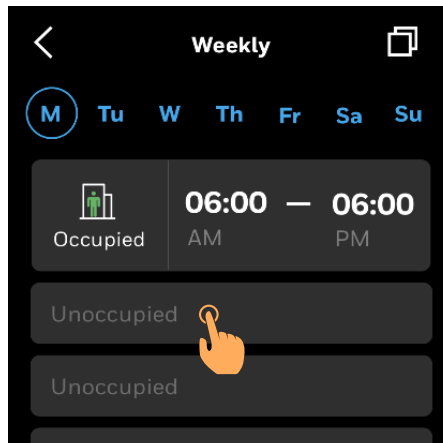 Weekly
M Tu W Th Fr Sa Su
06:00 — 06:00
Occupied AM PM
Unoccupied
Unoccupied